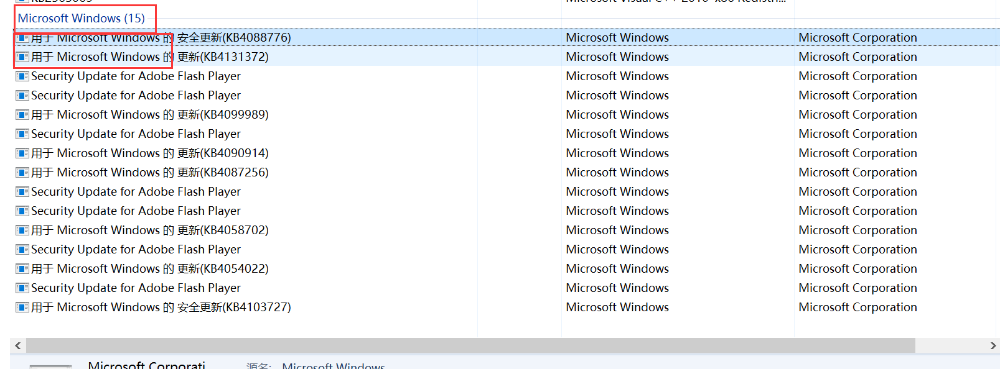 KB2565063 Microsoft Visual C++ 2010 x86 Redistri...
Microsoft Windows (15)
用于 Microsoft Windows 的 安全更新(KB4088776) Microsoft Windows Microsoft Corporation
用于 Microsoft Windows 的 更新(KB4131372) Microsoft Windows Microsoft Corporation
Security Update for Adobe Flash Player Microsoft Windows Microsoft Corporation
Security Update for Adobe Flash Player Microsoft Windows Microsoft Corporation
用于 Microsoft Windows 的 更新(KB4099989) Microsoft Windows Microsoft Corporation
Security Update for Adobe Flash Player Microsoft Windows Microsoft Corporation
用于 Microsoft Windows 的 更新(KB4090914) Microsoft Windows Microsoft Corporation
用于 Microsoft Windows 的 更新(KB4087256) Microsoft Windows Microsoft Corporation
Security Update for Adobe Flash Player Microsoft Windows Microsoft Corporation
Security Update for Adobe Flash Player Microsoft Windows Microsoft Corporation
用于 Microsoft Windows 的 更新(KB4058702) Microsoft Windows Microsoft Corporation
Security Update for Adobe Flash Player Microsoft Windows Microsoft Corporation
用于 Microsoft Windows 的 更新(KB4054022) Microsoft Windows Microsoft Corporation
Security Update for Adobe Flash Player Microsoft Windows Microsoft Corporation
用于 Microsoft Windows 的 安全更新(KB4103727) Microsoft Windows Microsoft Corporation
Microsoft Corporati 源名: Microsoft Windows